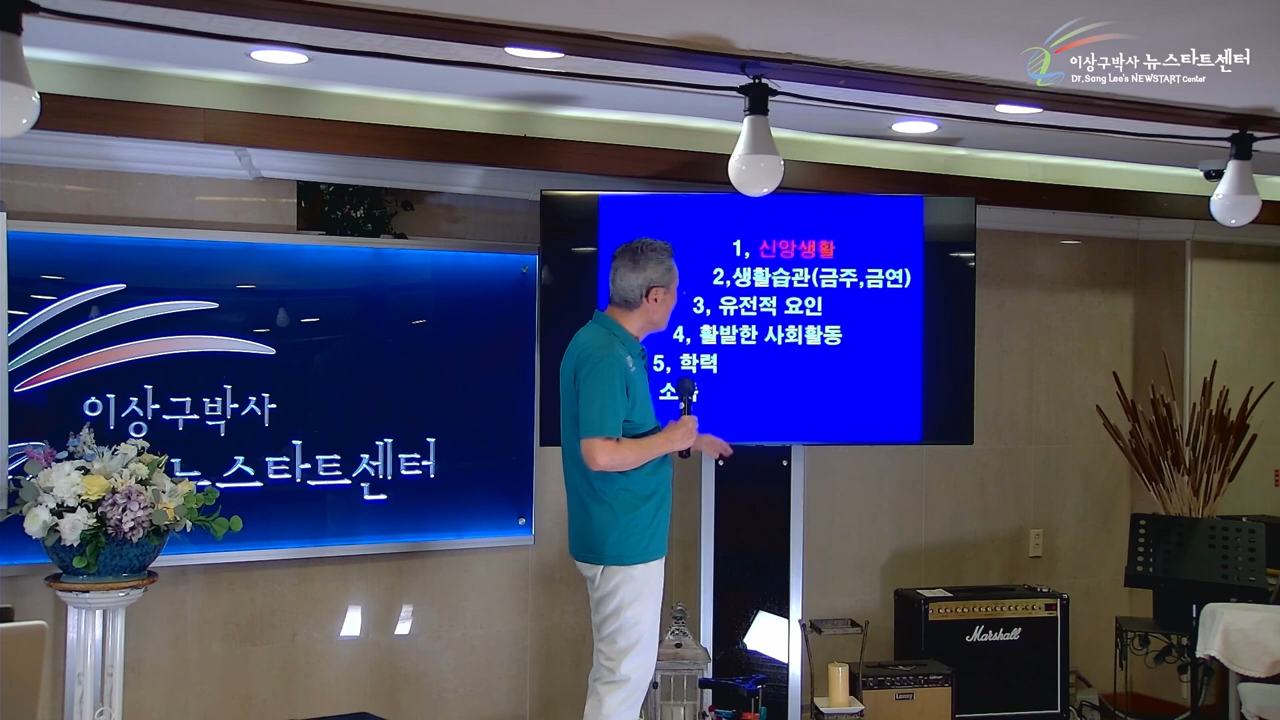 이상구박사 뉴스타트센터
Dr. Sang Lee's NEWSTART Center
1, 신앙생활
2,생활습관(금주,금연)
3, 유전적 요인
4, 활발한 사회활동
5, 학력
소
이상구박사
뉴스타트센터
Marshall
Laney